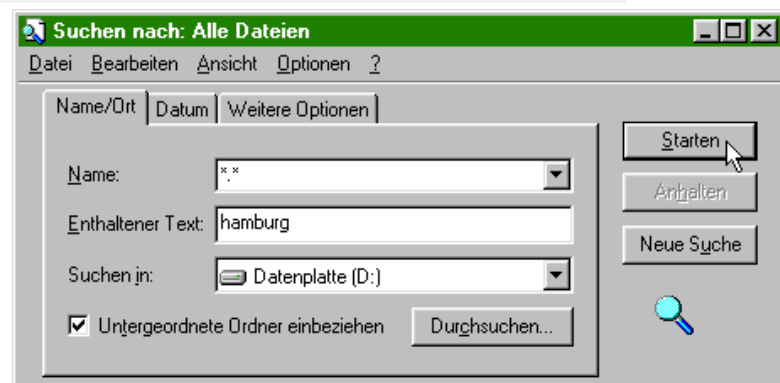 Suchen nach: Alle Dateien
Datei Bearbeiten Ansicht Optionen ?
Name/Ort Datum Weitere Optionen
Starten
Name: *.*
Anhalten
Enthaltener Text: hamburg
Neue Suche
Suchen in: Datenplatte (D:)
Untergeordnete Ordner einbeziehen Durchsuchen...